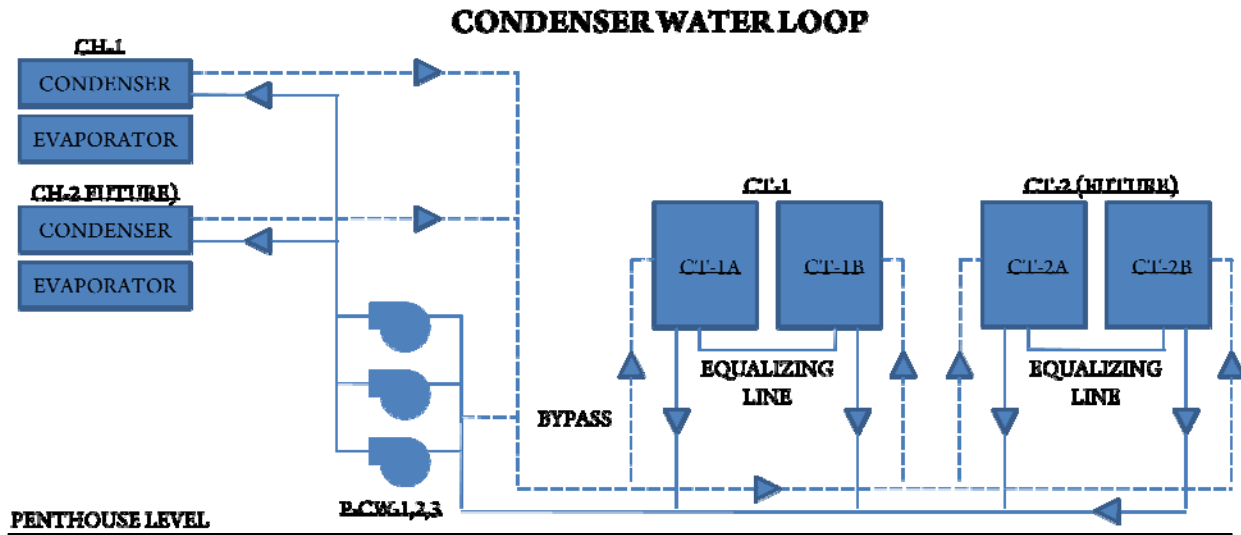 CONDENSER WATER LOOP
CH-1
CONDENSER
EVAPORATOR
CH-2 FUTURE)
CONDENSER
EVAPORATOR
CT-1
CT-2 (FUTURE)
CT-1A
CT-1B
CT-2A
CT-2B
EQUALIZING
LINE
EQUALIZING
LINE
BYPASS
P-CW-1,2,3
PENTHOUSE LEVEL